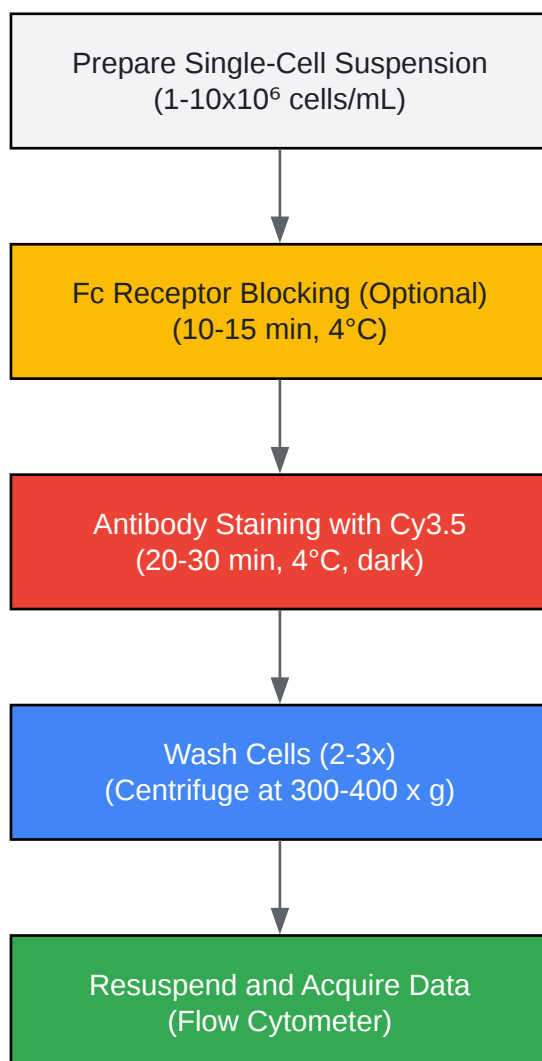 Prepare Single-Cell Suspension
(1-10x10⁶ cells/mL)
Fc Receptor Blocking (Optional)
(10-15 min, 4°C)
Antibody Staining with Cy3.5
(20-30 min, 4°C, dark)
Wash Cells (2-3x)
(Centrifuge at 300-400 x g)
Resuspend and Acquire Data
(Flow Cytometer)